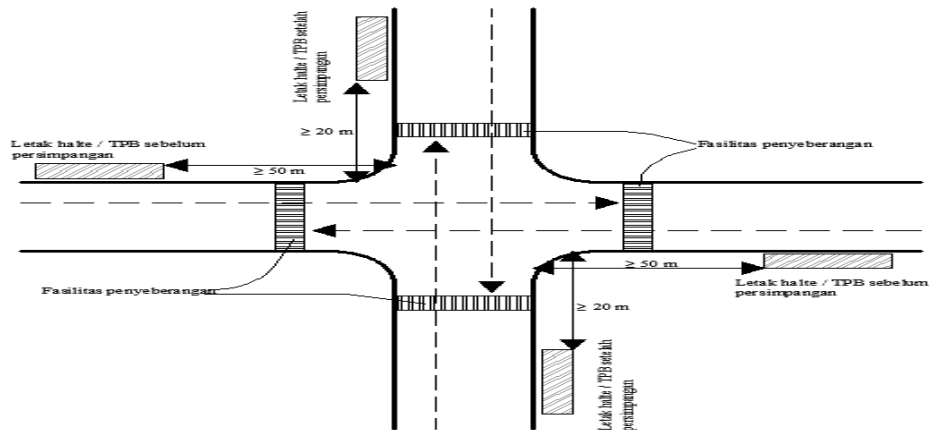 Letak halte / TPB setelah
persimpangan
≥ 20 m
Letak halte / TPB sebelum
persimpangan
≥ 50 m
Fasilitas penyeberangan
Fasilitas penyeberangan
≥ 50 m
Letak halte / TPB sebelum
persimpangan
≥ 20 m
Letak halte / TPB setelah
persimpangan